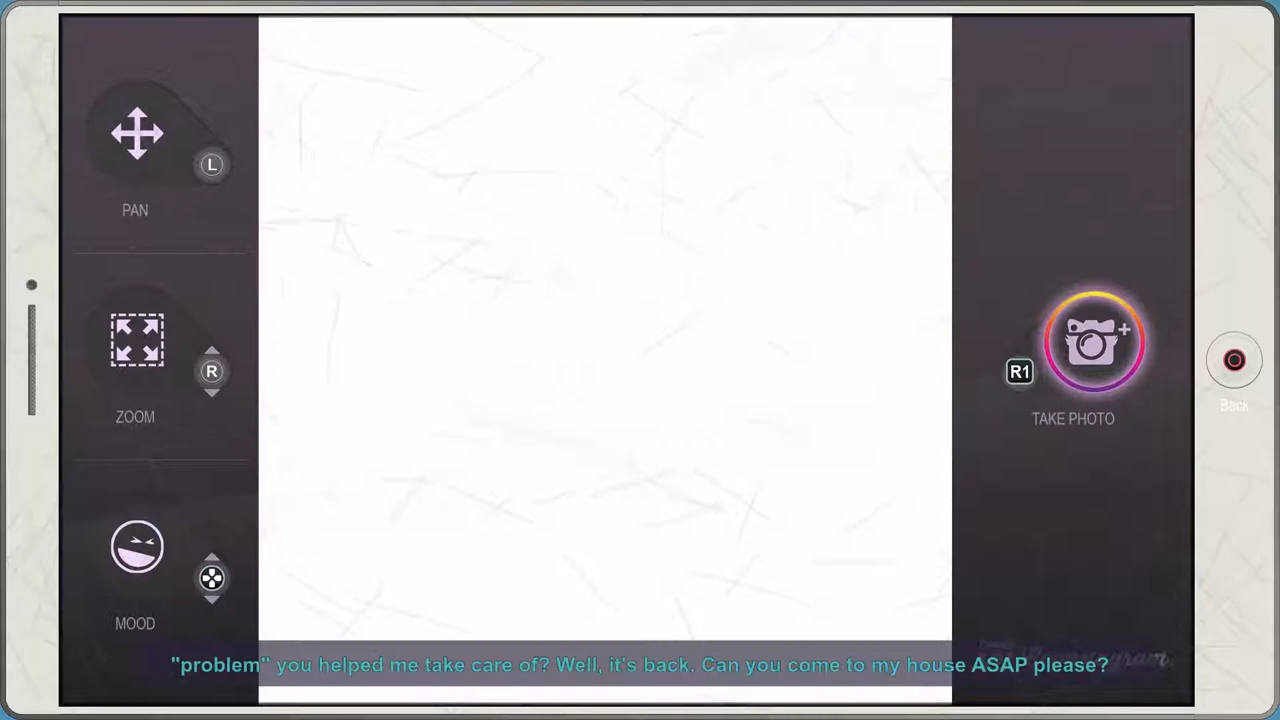 L
PAN
R
ZOOM
MOOD
R1
TAKE PHOTO
Back
"problem" you helped me take care of? Well, it's back. Can you come to my house ASAP please?